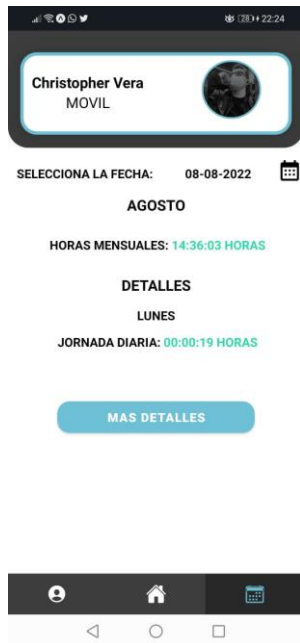 28 22:24
Christopher Vera
MOVIL
SELECCIONA LA FECHA: 08-08-2022
AGOSTO
HORAS MENSUALES: 14:36:03 HORAS
DETALLES
LUNES
JORNADA DIARIA: 00:00:19 HORAS
MAS DETALLES